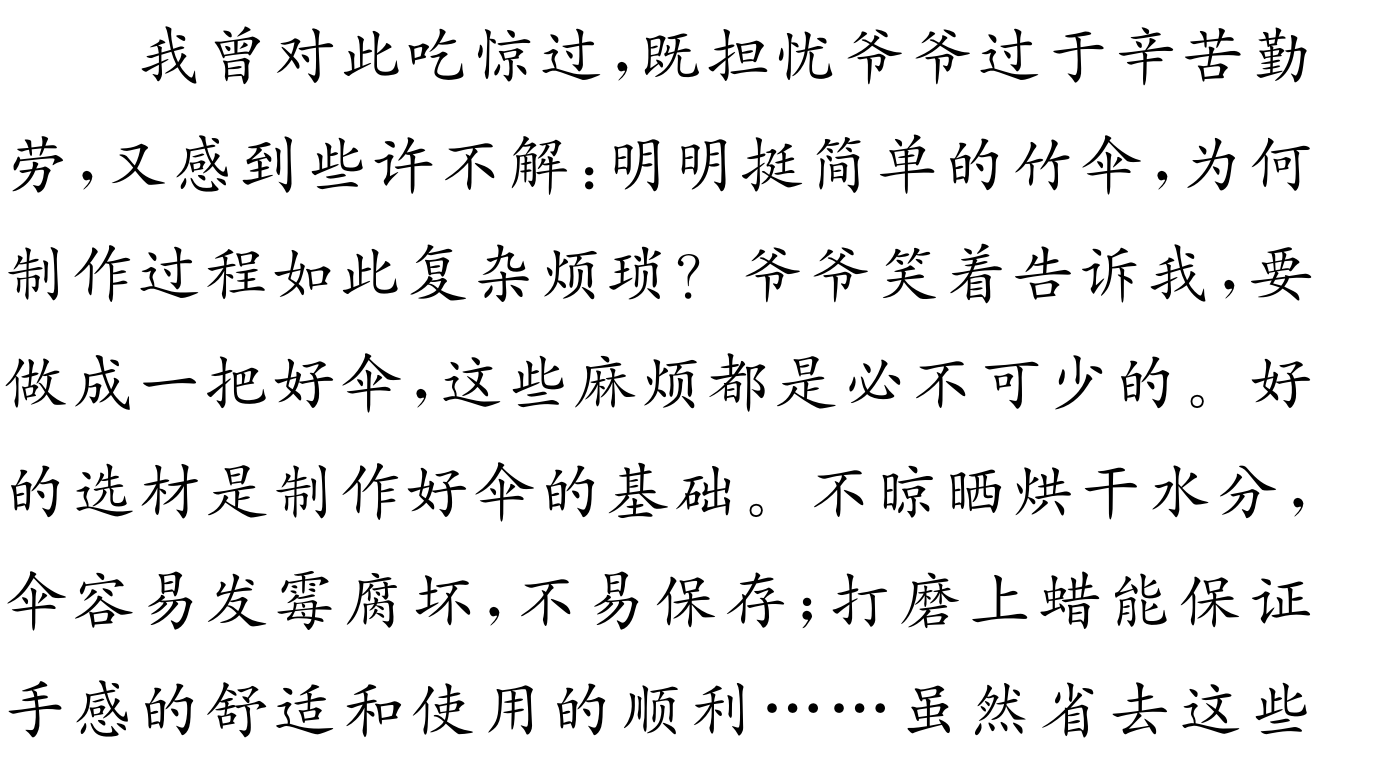 我曾对此吃惊过,既担忧爷爷过于辛苦勤
劳,又感到些许不解:明明挺简单的竹伞,为何
制作过程如此复杂烦琐?爷爷笑着告诉我,要
做成一把好伞,这些麻烦都是必不可少的。好
的选材是制作好伞的基础。不晾晒烘干水分,
伞容易发霉腐坏,不易保存;打磨上蜡能保证
手感的舒适和使用的顺利……虽然省去这些